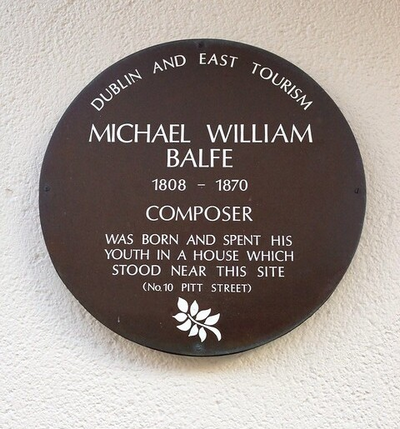 DUBLIN AND EAST TOURISM
MICHAEL WILLIAM
BALFE
1808 - 1870
COMPOSER
WAS BORN AND SPENT HIS
YOUTH IN A HOUSE WHICH
STOOD NEAR THIS SITE
(No.10 PITT STREET)